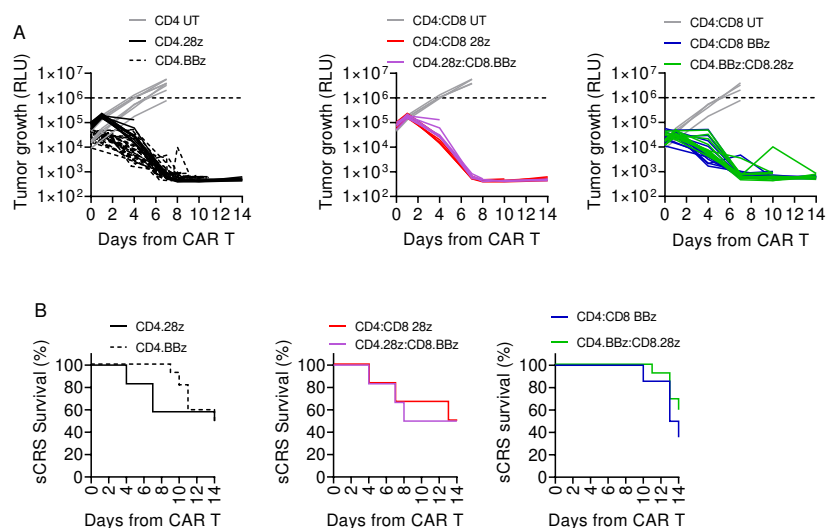 A
CD4 UT
CD4.28z
CD4.BBz
Tumor growth (RLU)
1×10⁷
1×10⁶
1×10⁵
1×10⁴
1×10³
1×10²
0 2 4 6 8 10 12 14
Days from CAR T
CD4:CD8 UT
CD4:CD8 28z
CD4.28z:CD8.BBz
Tumor growth (RLU)
1×10⁷
1×10⁶
1×10⁵
1×10⁴
1×10³
1×10²
0 2 4 6 8 10 12 14
Days from CAR T
CD4:CD8 UT
CD4:CD8 BBz
CD4.BBz:CD8.28z
Tumor growth (RLU)
1×10⁷
1×10⁶
1×10⁵
1×10⁴
1×10³
1×10²
0 2 4 6 8 10 12 14
Days from CAR T
B
CD4.28z
CD4.BBz
sCRS Survival (%)
100
80
60
40
20
0
0 2 4 6 8 10 12 14
Days from CAR T
CD4:CD8 28z
CD4.28z:CD8.BBz
sCRS Survival (%)
100
80
60
40
20
0
0 2 4 6 8 10 12 14
Days from CAR T
CD4:CD8 BBz
CD4.BBz:CD8.28z
sCRS survival (%)
100
80
60
40
20
0
0 2 4 6 8 10 12 14
Days from CAR T